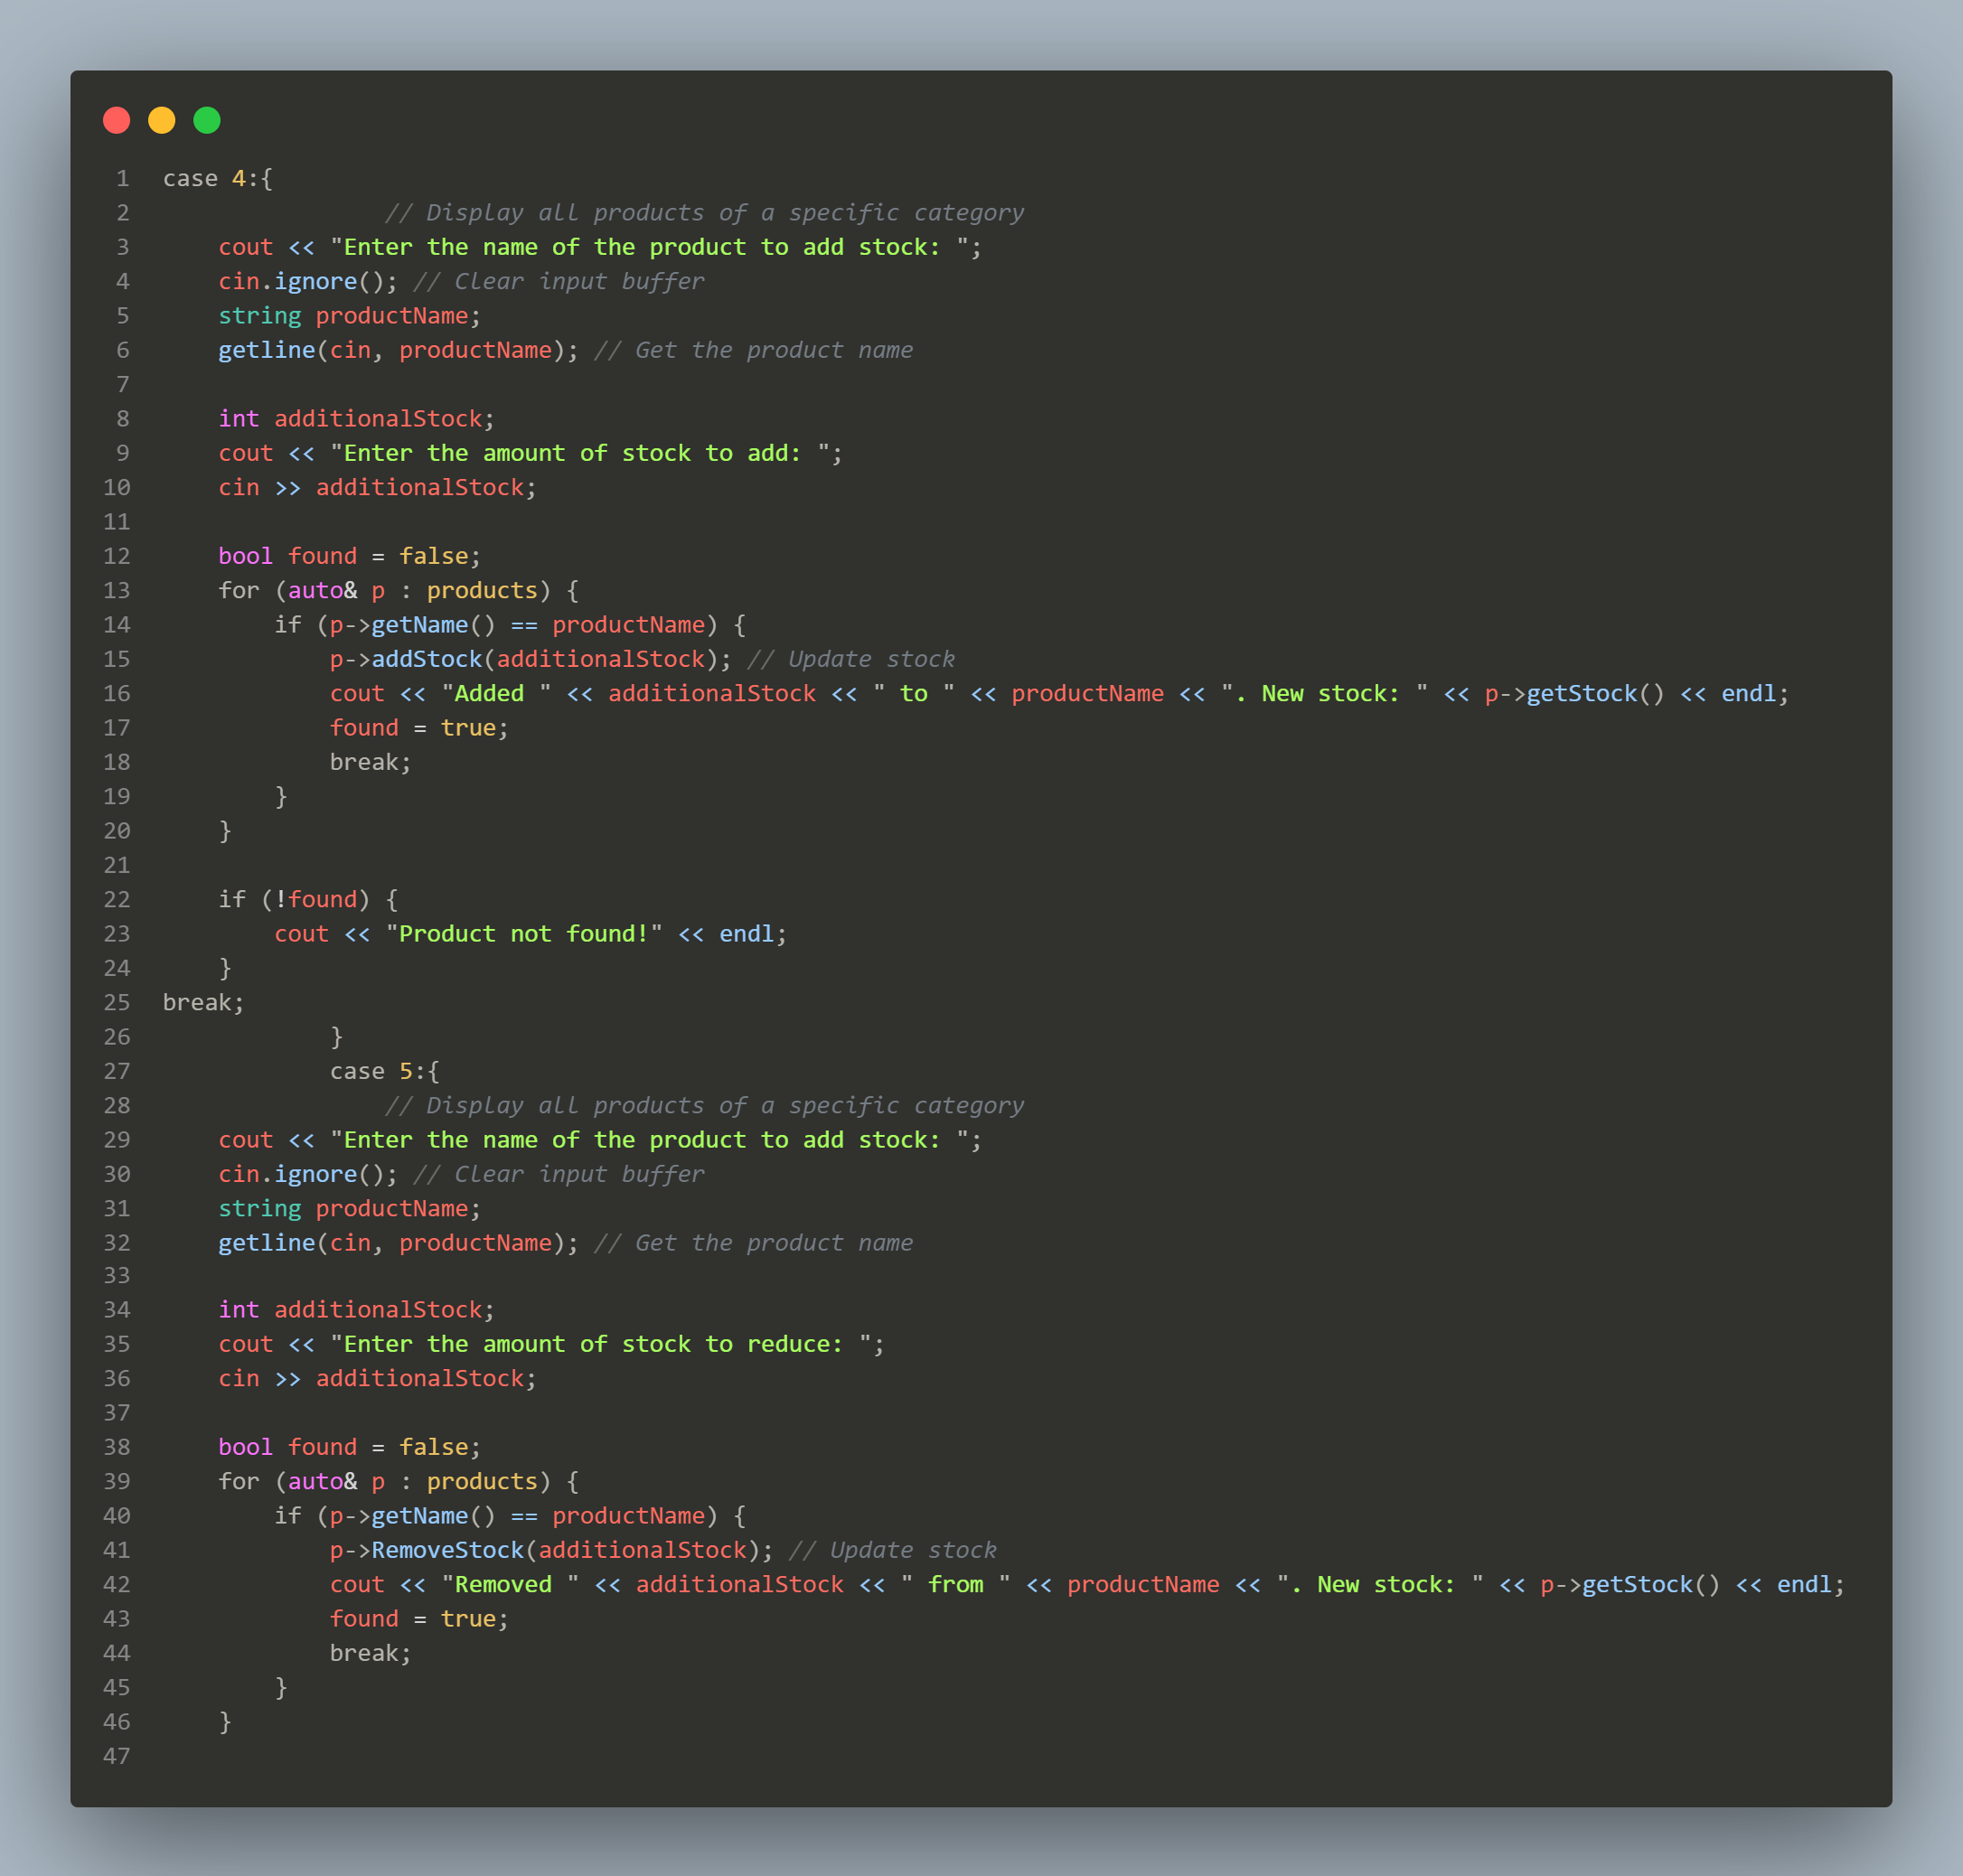 1 case 4:{
2                 // Display all products of a specific category
3     cout << "Enter the name of the product to add stock: ";
4     cin.ignore(); // Clear input buffer
5     string productName;
6     getline(cin, productName); // Get the product name
7
8     int additionalStock;
9     cout << "Enter the amount of stock to add: ";
10     cin >> additionalStock;
11
12     bool found = false;
13     for (auto& p : products) {
14         if (p->getName() == productName) {
15             p->addStock(additionalStock); // Update stock
16             cout << "Added " << additionalStock << " to " << productName << ". New stock: " << p->getStock() << endl;
17             found = true;
18             break;
19         }
20     }
21
22     if (!found) {
23         cout << "Product not found!" << endl;
24     }
25 break;
26             }
27             case 5:{
28                 // Display all products of a specific category
29     cout << "Enter the name of the product to add stock: ";
30     cin.ignore(); // Clear input buffer
31     string productName;
32     getline(cin, productName); // Get the product name
33
34     int additionalStock;
35     cout << "Enter the amount of stock to reduce: ";
36     cin >> additionalStock;
37
38     bool found = false;
39     for (auto& p : products) {
40         if (p->getName() == productName) {
41             p->RemoveStock(additionalStock); // Update stock
42             cout << "Removed " << additionalStock << " from " << productName << ". New stock: " << p->getStock() << endl;
43             found = true;
44             break;
45         }
46     }
47